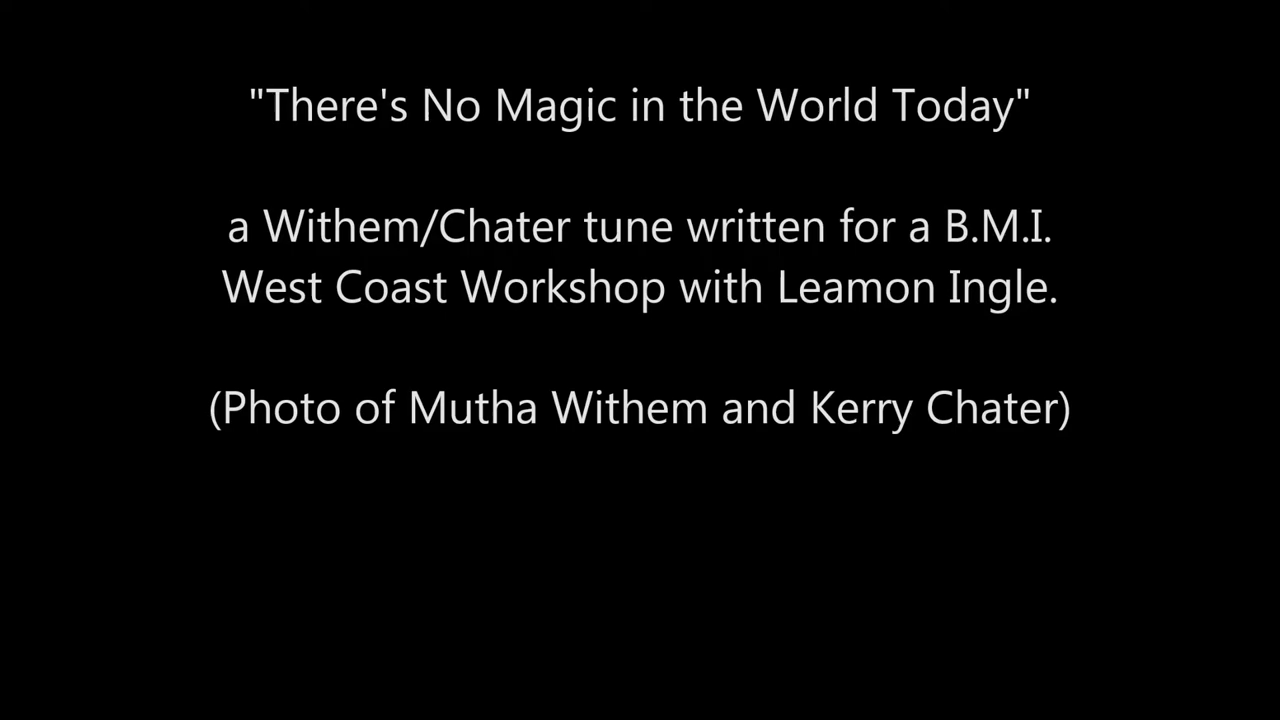 "There's No Magic in the World Today"
a Withem/Chater tune written for a B.M.I.
West Coast Workshop with Leamon Ingle.
(Photo of Mutha Withem and Kerry Chater)